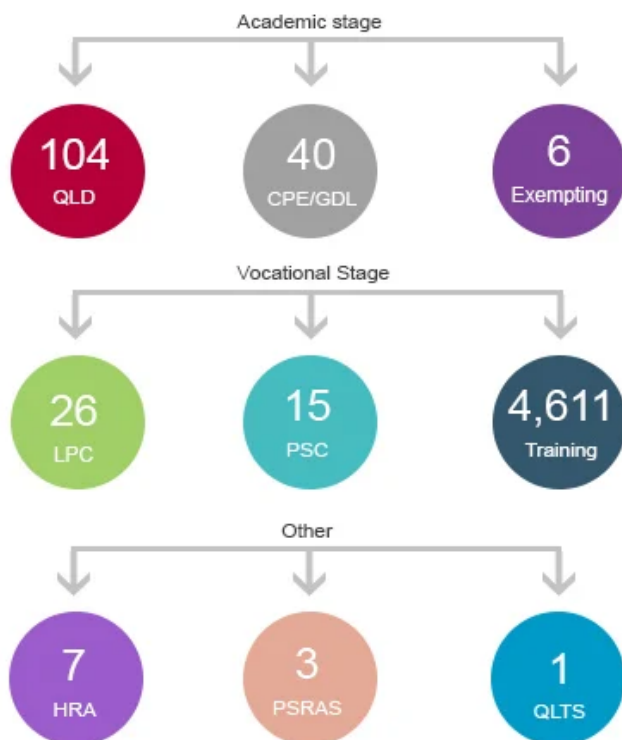 Academic stage
104
QLD
40
CPE/GDL
6
Exempting
Vocational Stage
26
LPC
15
PSC
4,611
Training
Other
7
HRA
3
PSRAS
1
QLTS